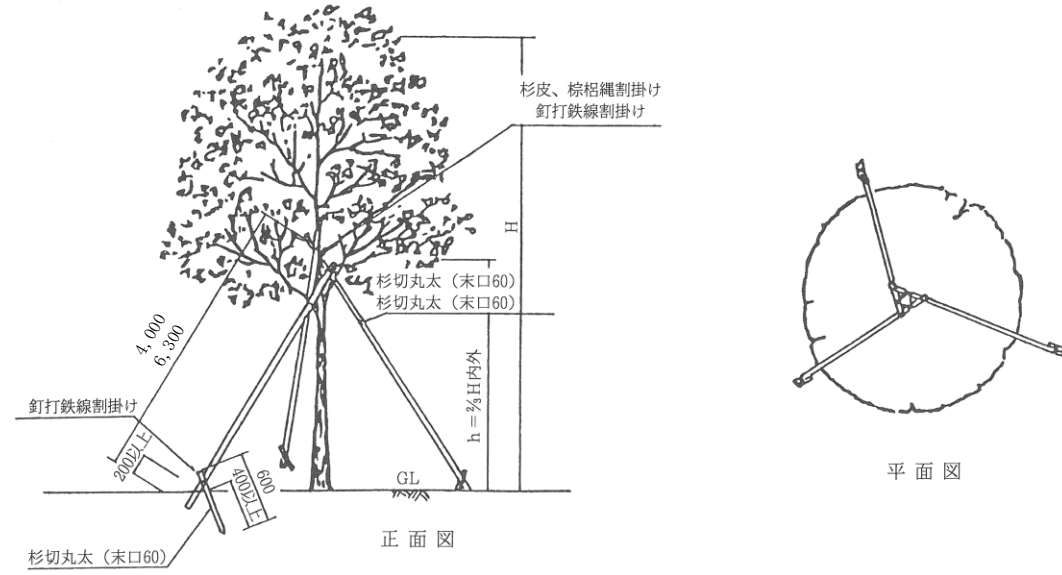 杉皮、棕梠縄割掛け
釘打鉄線割掛け
H
杉切丸太（末口60）
杉切丸太（末口60）
4,000
6,300
h＝⅔H内外
釘打鉄線割掛け
200以上
600
400以上
GL
杉切丸太（末口60）
正面図
平面図